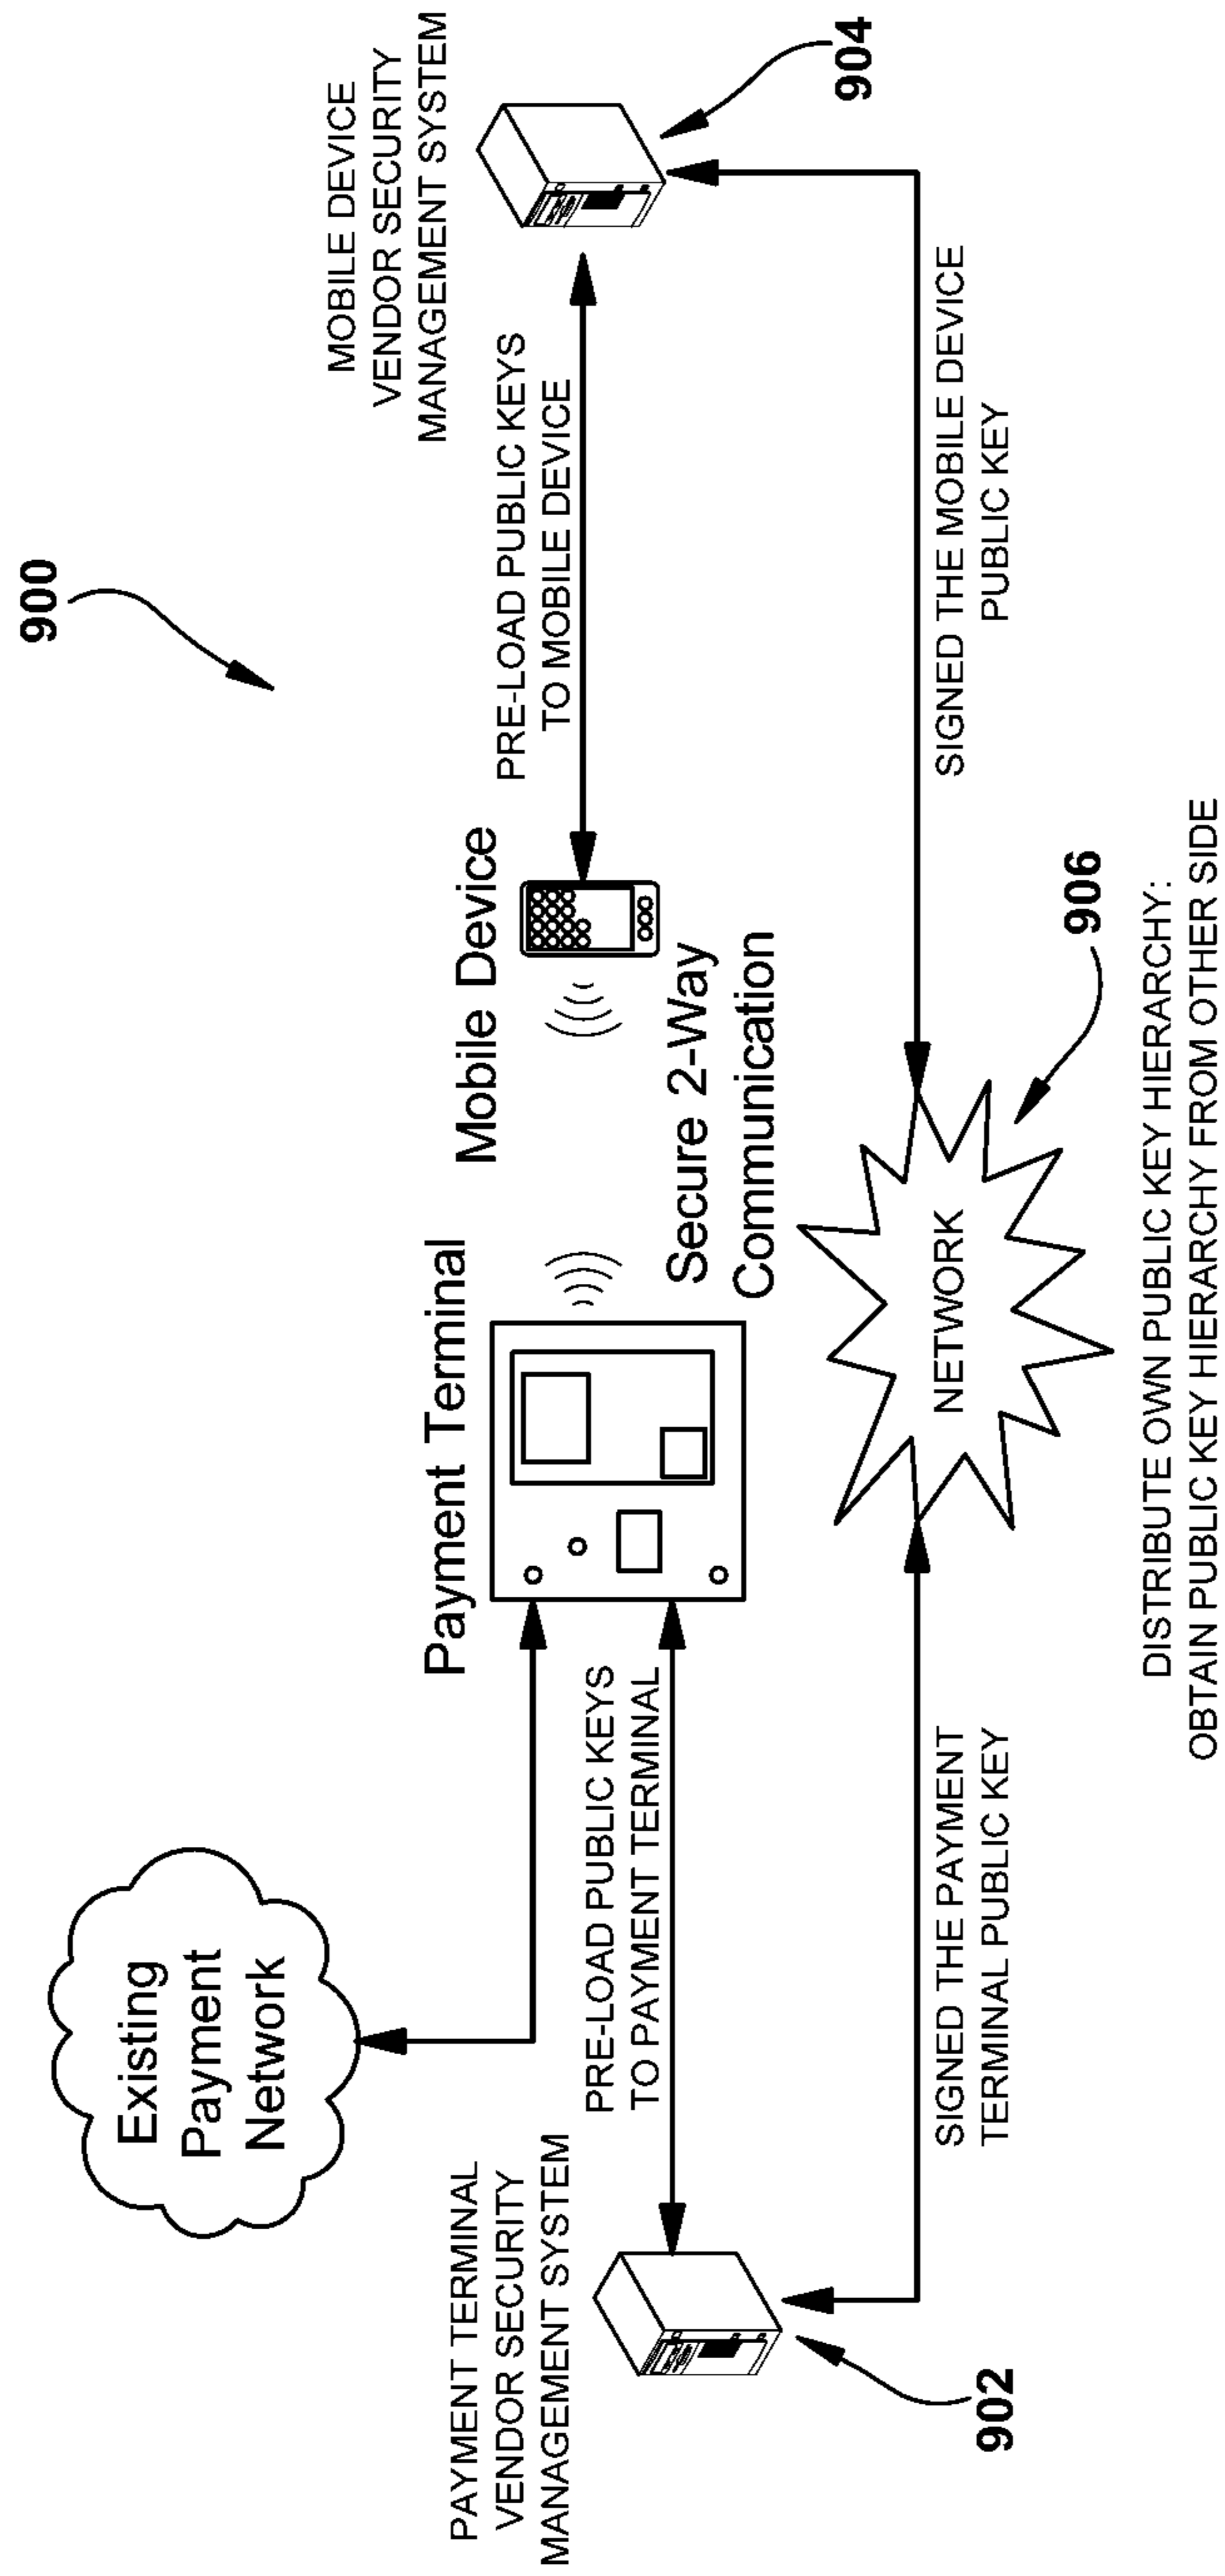 900
Existing
Payment
Network
PAYMENT TERMINAL
VENDOR SECURITY
MANAGEMENT SYSTEM
Payment Terminal
Mobile Device
MOBILE DEVICE
VENDOR SECURITY
MANAGEMENT SYSTEM
PRE-LOAD PUBLIC KEYS
TO PAYMENT TERMINAL
PRE-LOAD PUBLIC KEYS
TO MOBILE DEVICE
Secure 2-Way
Communication
904
902
SIGNED THE PAYMENT
TERMINAL PUBLIC KEY
NETWORK
SIGNED THE MOBILE DEVICE
PUBLIC KEY
906
DISTRIBUTE OWN PUBLIC KEY HIERARCHY:
OBTAIN PUBLIC KEY HIERARCHY FROM OTHER SIDE